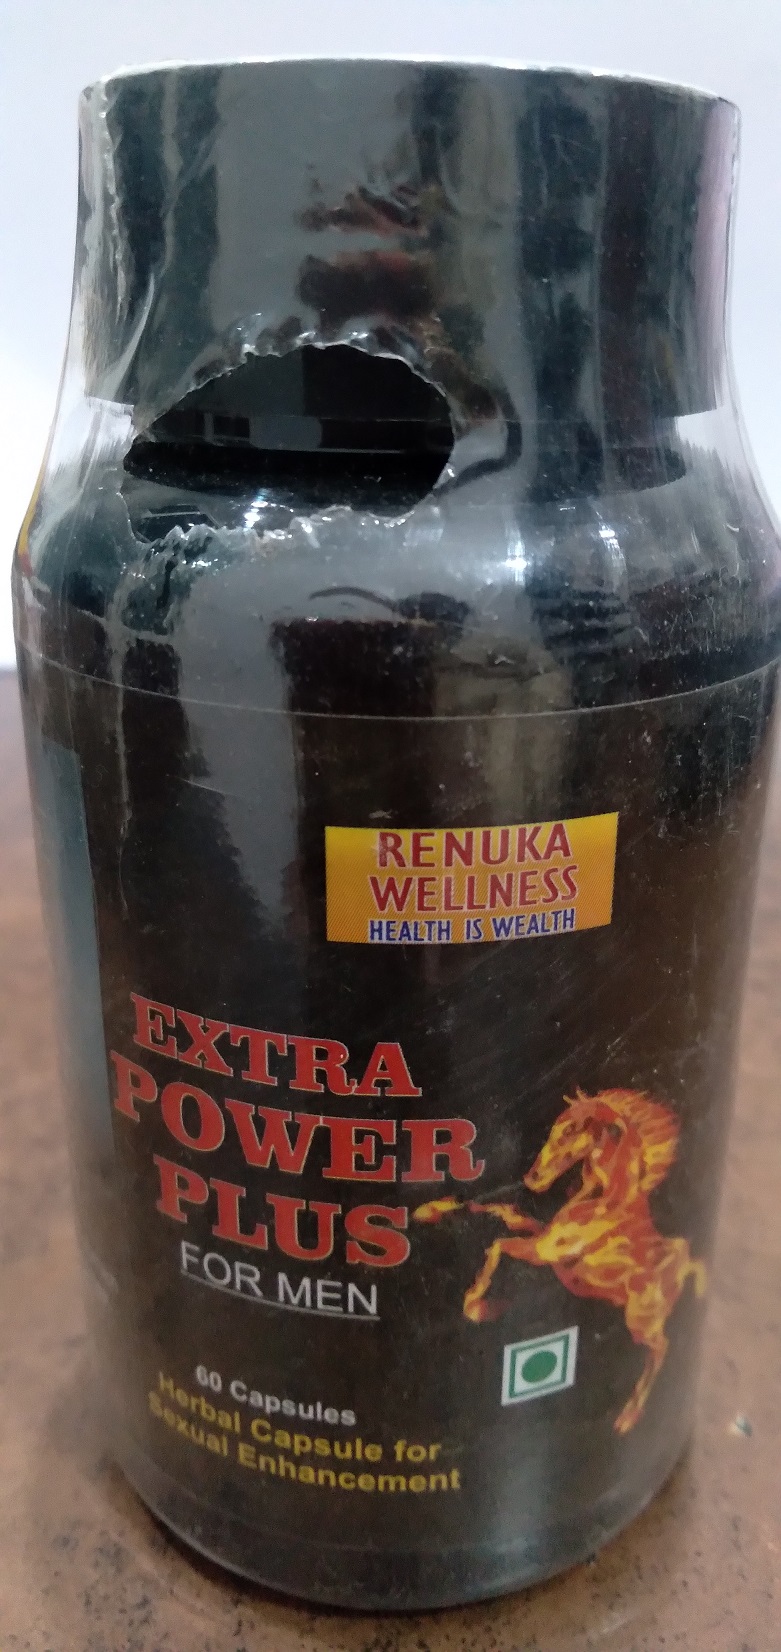 RENUKA
WELLNESS
HEALTH IS WEALTH
EXTRA
POWER
PLUS
FOR MEN
60 Capsules
Herbal Capsule for
Sexual Enhancement